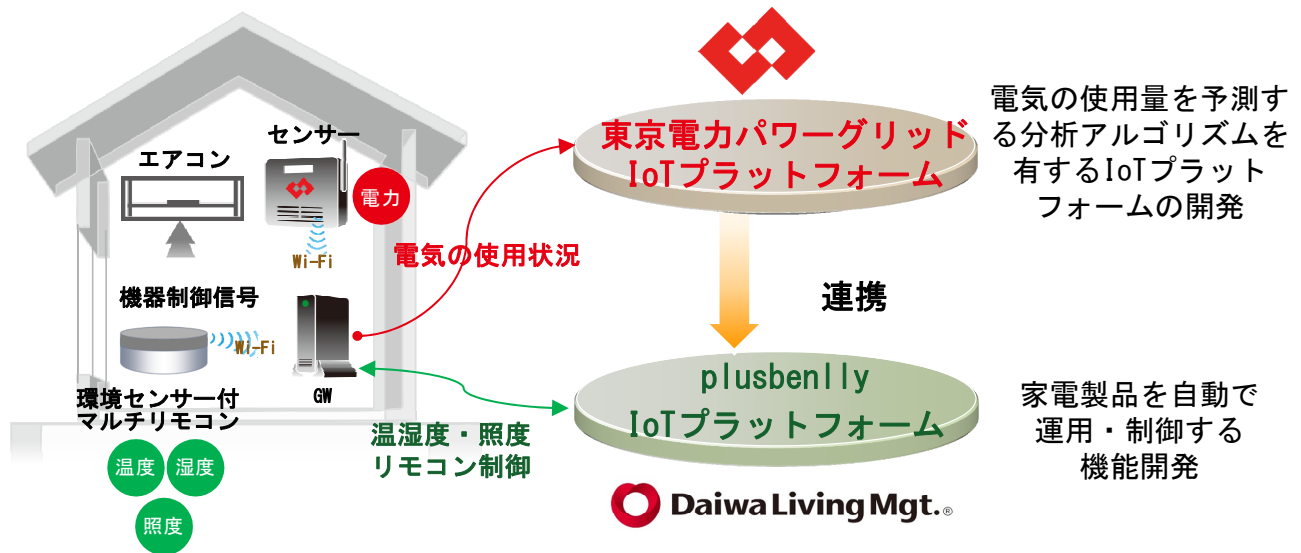 センサー
エアコン
電力
Wi-Fi
機器制御信号
Wi-Fi
GW
環境センサー付
マルチリモコン
温度
湿度
照度
電気の使用状況
温湿度・照度
リモコン制御
東京電力パワーグリッド
IoTプラットフォーム
連携
plusbenlly
IoTプラットフォーム
Daiwa Living Mgt.®
電気の使用量を予測す
る分析アルゴリズムを
有するIoTプラット
フォームの開発
家電製品を自動で
運用・制御する
機能開発